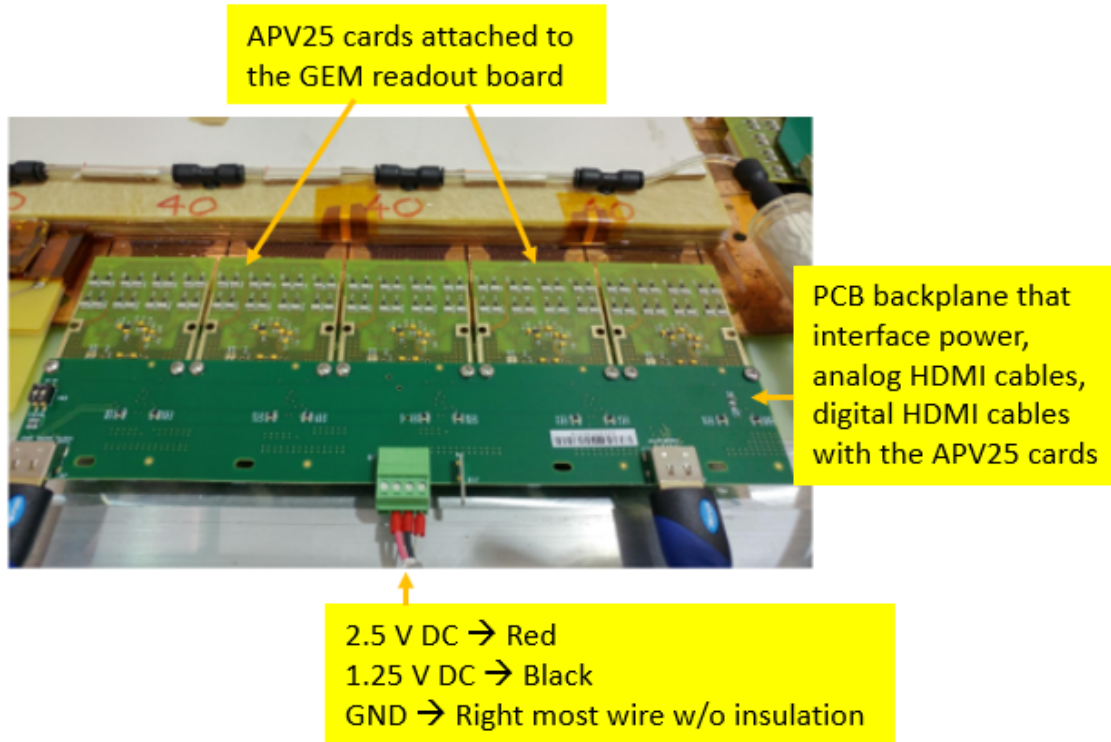 APV25 cards attached to
the GEM readout board
40
40
40
PCB backplane that
interface power,
analog HDMI cables,
digital HDMI cables
with the APV25 cards
2.5 V DC → Red
1.25 V DC → Black
GND → Right most wire w/o insulation